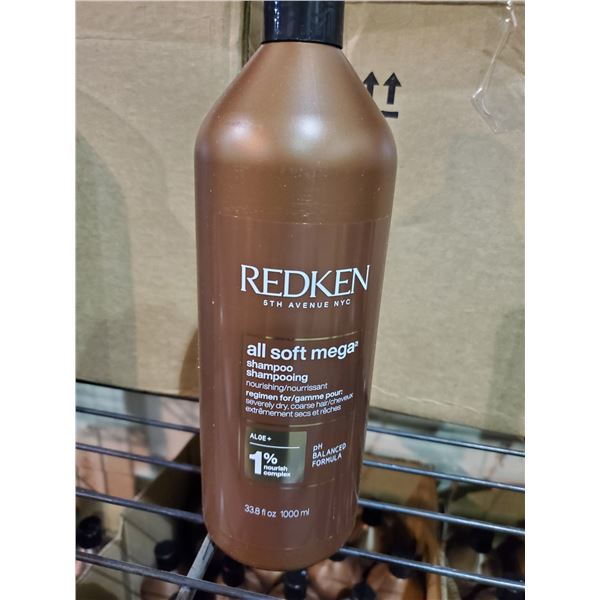 REDKEN
5TH AVENUE NYC
all soft mega
shampoo
shampooing
nourishing/nourrissant
regimen for/gamme pour:
severely dry, coarse hair/cheveux
extrêmement secs et rêches
ALOE+
1%
nourish
complex
pH
BALANCED
FORMULA
33.8 fl oz 1000 ml